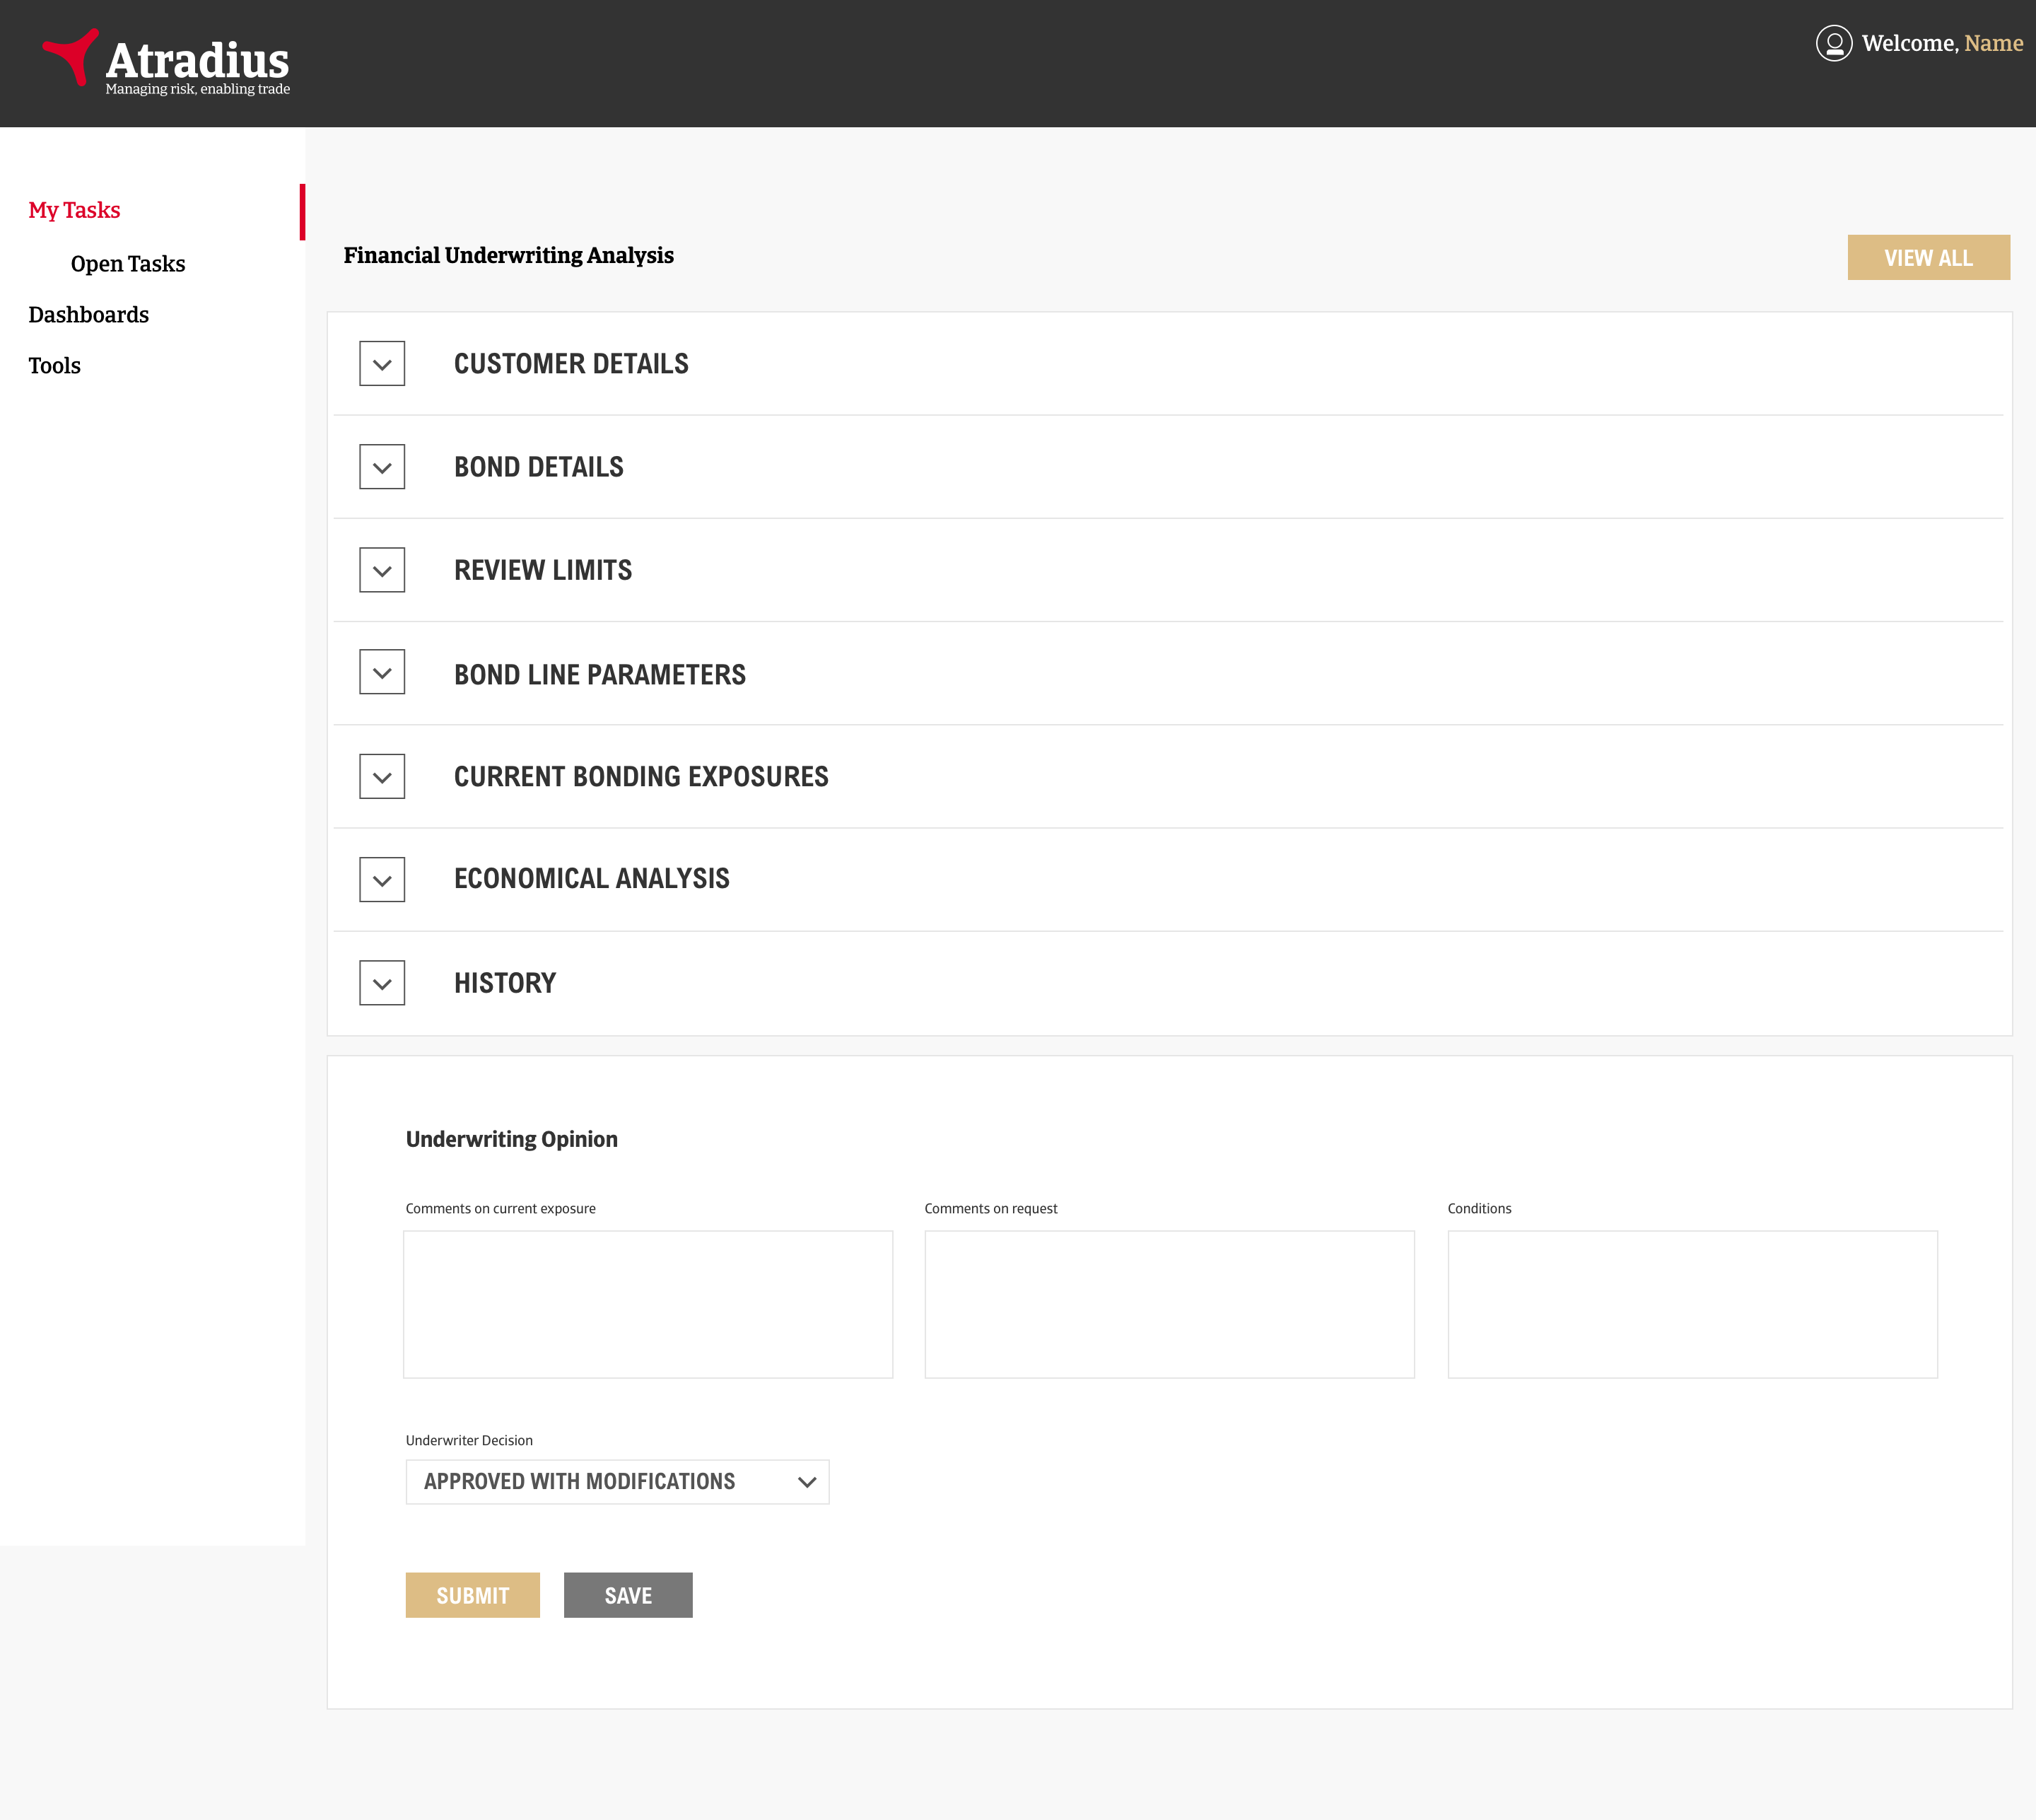 Atradius
Managing risk, enabling trade
Welcome, Name
My Tasks
Open Tasks
Dashboards
Tools
Financial Underwriting Analysis
VIEW ALL
CUSTOMER DETAILS
BOND DETAILS
REVIEW LIMITS
BOND LINE PARAMETERS
CURRENT BONDING EXPOSURES
ECONOMICAL ANALYSIS
HISTORY
Underwriting Opinion
Comments on current exposure
Comments on request
Conditions
Underwriter Decision
APPROVED WITH MODIFICATIONS
SUBMIT
SAVE